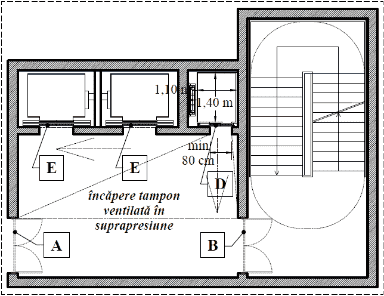 1,10 m
1,40 m
E
E
min
80 cm
D
încăpere tampon
ventilată în
suprapresiune
A
B